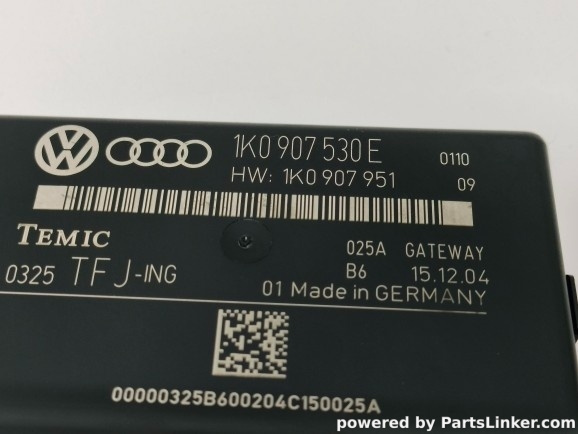 1K0 907 530 E 0110
HW: 1K0 907 951 09
TEMIC
025A GATEWAY
0325 TFJ-ING B6 15.12.04
01 Made in GERMANY
00000325B600204C150025A
powered by PartsLinker.com